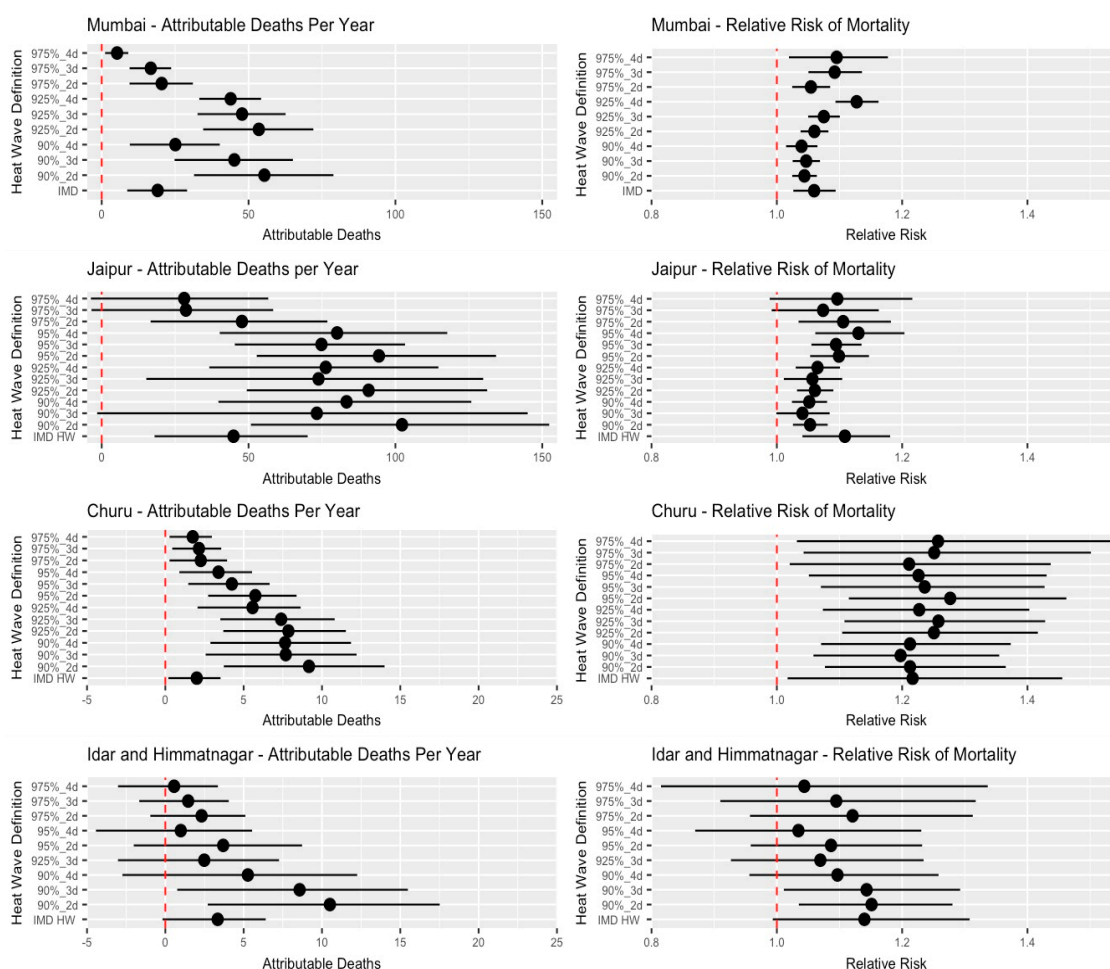 Mumbai - Attributable Deaths Per Year
Heat Wave Definition
975%_4d
975%_3d
975%_2d
925%_4d
925%_3d
925%_2d
90%_4d
90%_3d
90%_2d
IMD
0 50 100 150
Attributable Deaths
Mumbai - Relative Risk of Mortality
Heat Wave Definition
975%_4d
975%_3d
975%_2d
925%_4d
925%_3d
925%_2d
90%_4d
90%_3d
90%_2d
IMD
0.8 1.0 1.2 1.4
Relative Risk
Jaipur - Attributable Deaths per Year
Heat Wave Definition
975%_4d
975%_3d
975%_2d
95%_4d
95%_3d
95%_2d
925%_4d
925%_3d
925%_2d
90%_4d
90%_3d
90%_2d
IMD HW
0 50 100 150
Attributable Deaths
Jaipur - Relative Risk of Mortality
Heat Wave Definition
975%_4d
975%_3d
975%_2d
95%_4d
95%_3d
95%_2d
925%_4d
925%_3d
925%_2d
90%_4d
90%_3d
90%_2d
IMD HW
0.8 1.0 1.2 1.4
Relative Risk
Churu - Attributable Deaths Per Year
Heat Wave Definition
975%_4d
975%_3d
975%_2d
95%_4d
95%_3d
95%_2d
925%_4d
925%_3d
925%_2d
90%_4d
90%_3d
90%_2d
IMD HW
-5 0 5 10 15 20 25
Attributable Deaths
Churu - Relative Risk of Mortality
Heat Wave Definition
975%_4d
975%_3d
975%_2d
95%_4d
95%_3d
95%_2d
925%_4d
925%_3d
925%_2d
90%_4d
90%_3d
90%_2d
IMD HW
0.8 1.0 1.2 1.4
Relative Risk
Idar and Himmatnagar - Attributable Deaths Per Year
Heat Wave Definition
975%_4d
975%_3d
975%_2d
95%_4d
95%_2d
925%_3d
90%_4d
90%_3d
90%_2d
IMD HW
-5 0 5 10 15 20 25
Attributable Deaths
Idar and Himmatnagar - Relative Risk of Mortality
Heat Wave Definition
975%_4d
975%_3d
975%_2d
95%_4d
95%_2d
925%_3d
90%_4d
90%_3d
90%_2d
IMD HW
0.8 1.0 1.2 1.4
Relative Risk